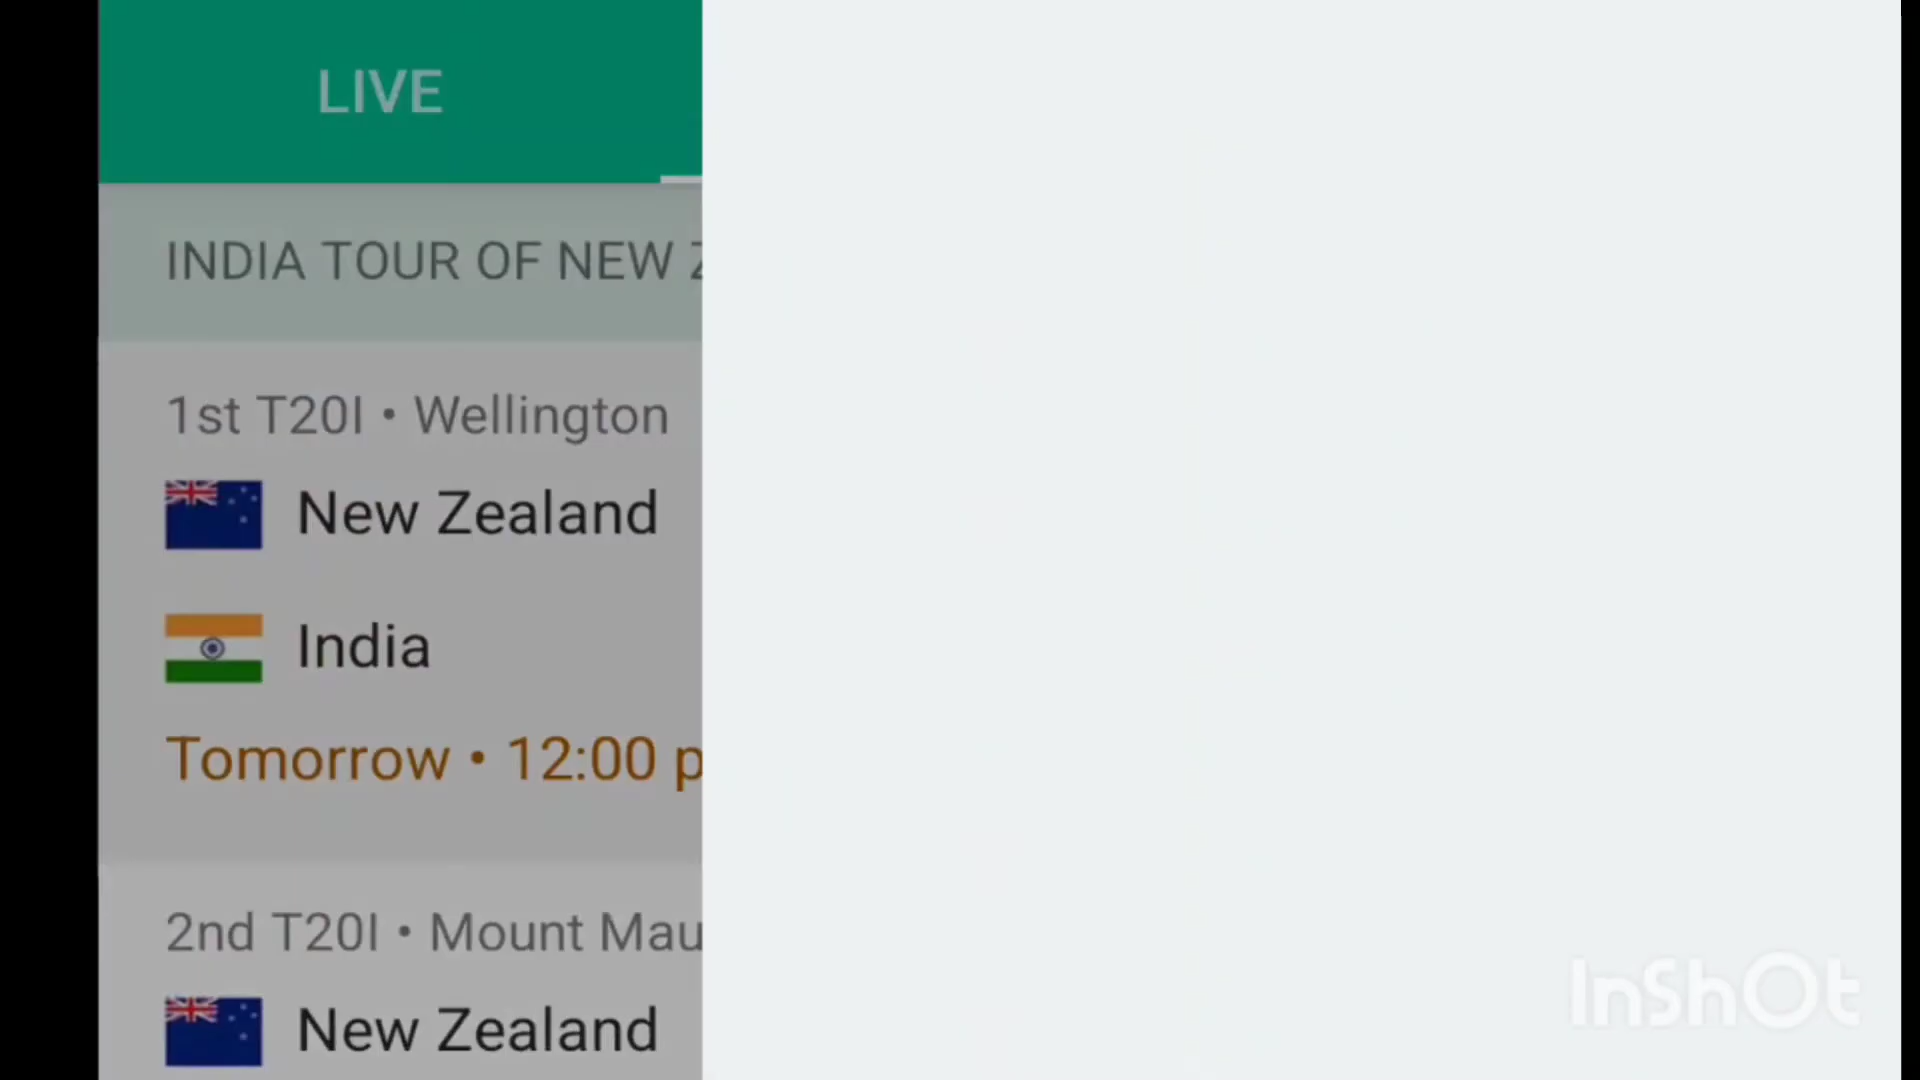 LIVE
INDIA TOUR OF NEW
1st T20I • Wellington
New Zealand
India
Tomorrow • 12:00 p
2nd T20I • Mount Mau
New Zealand
InShOt